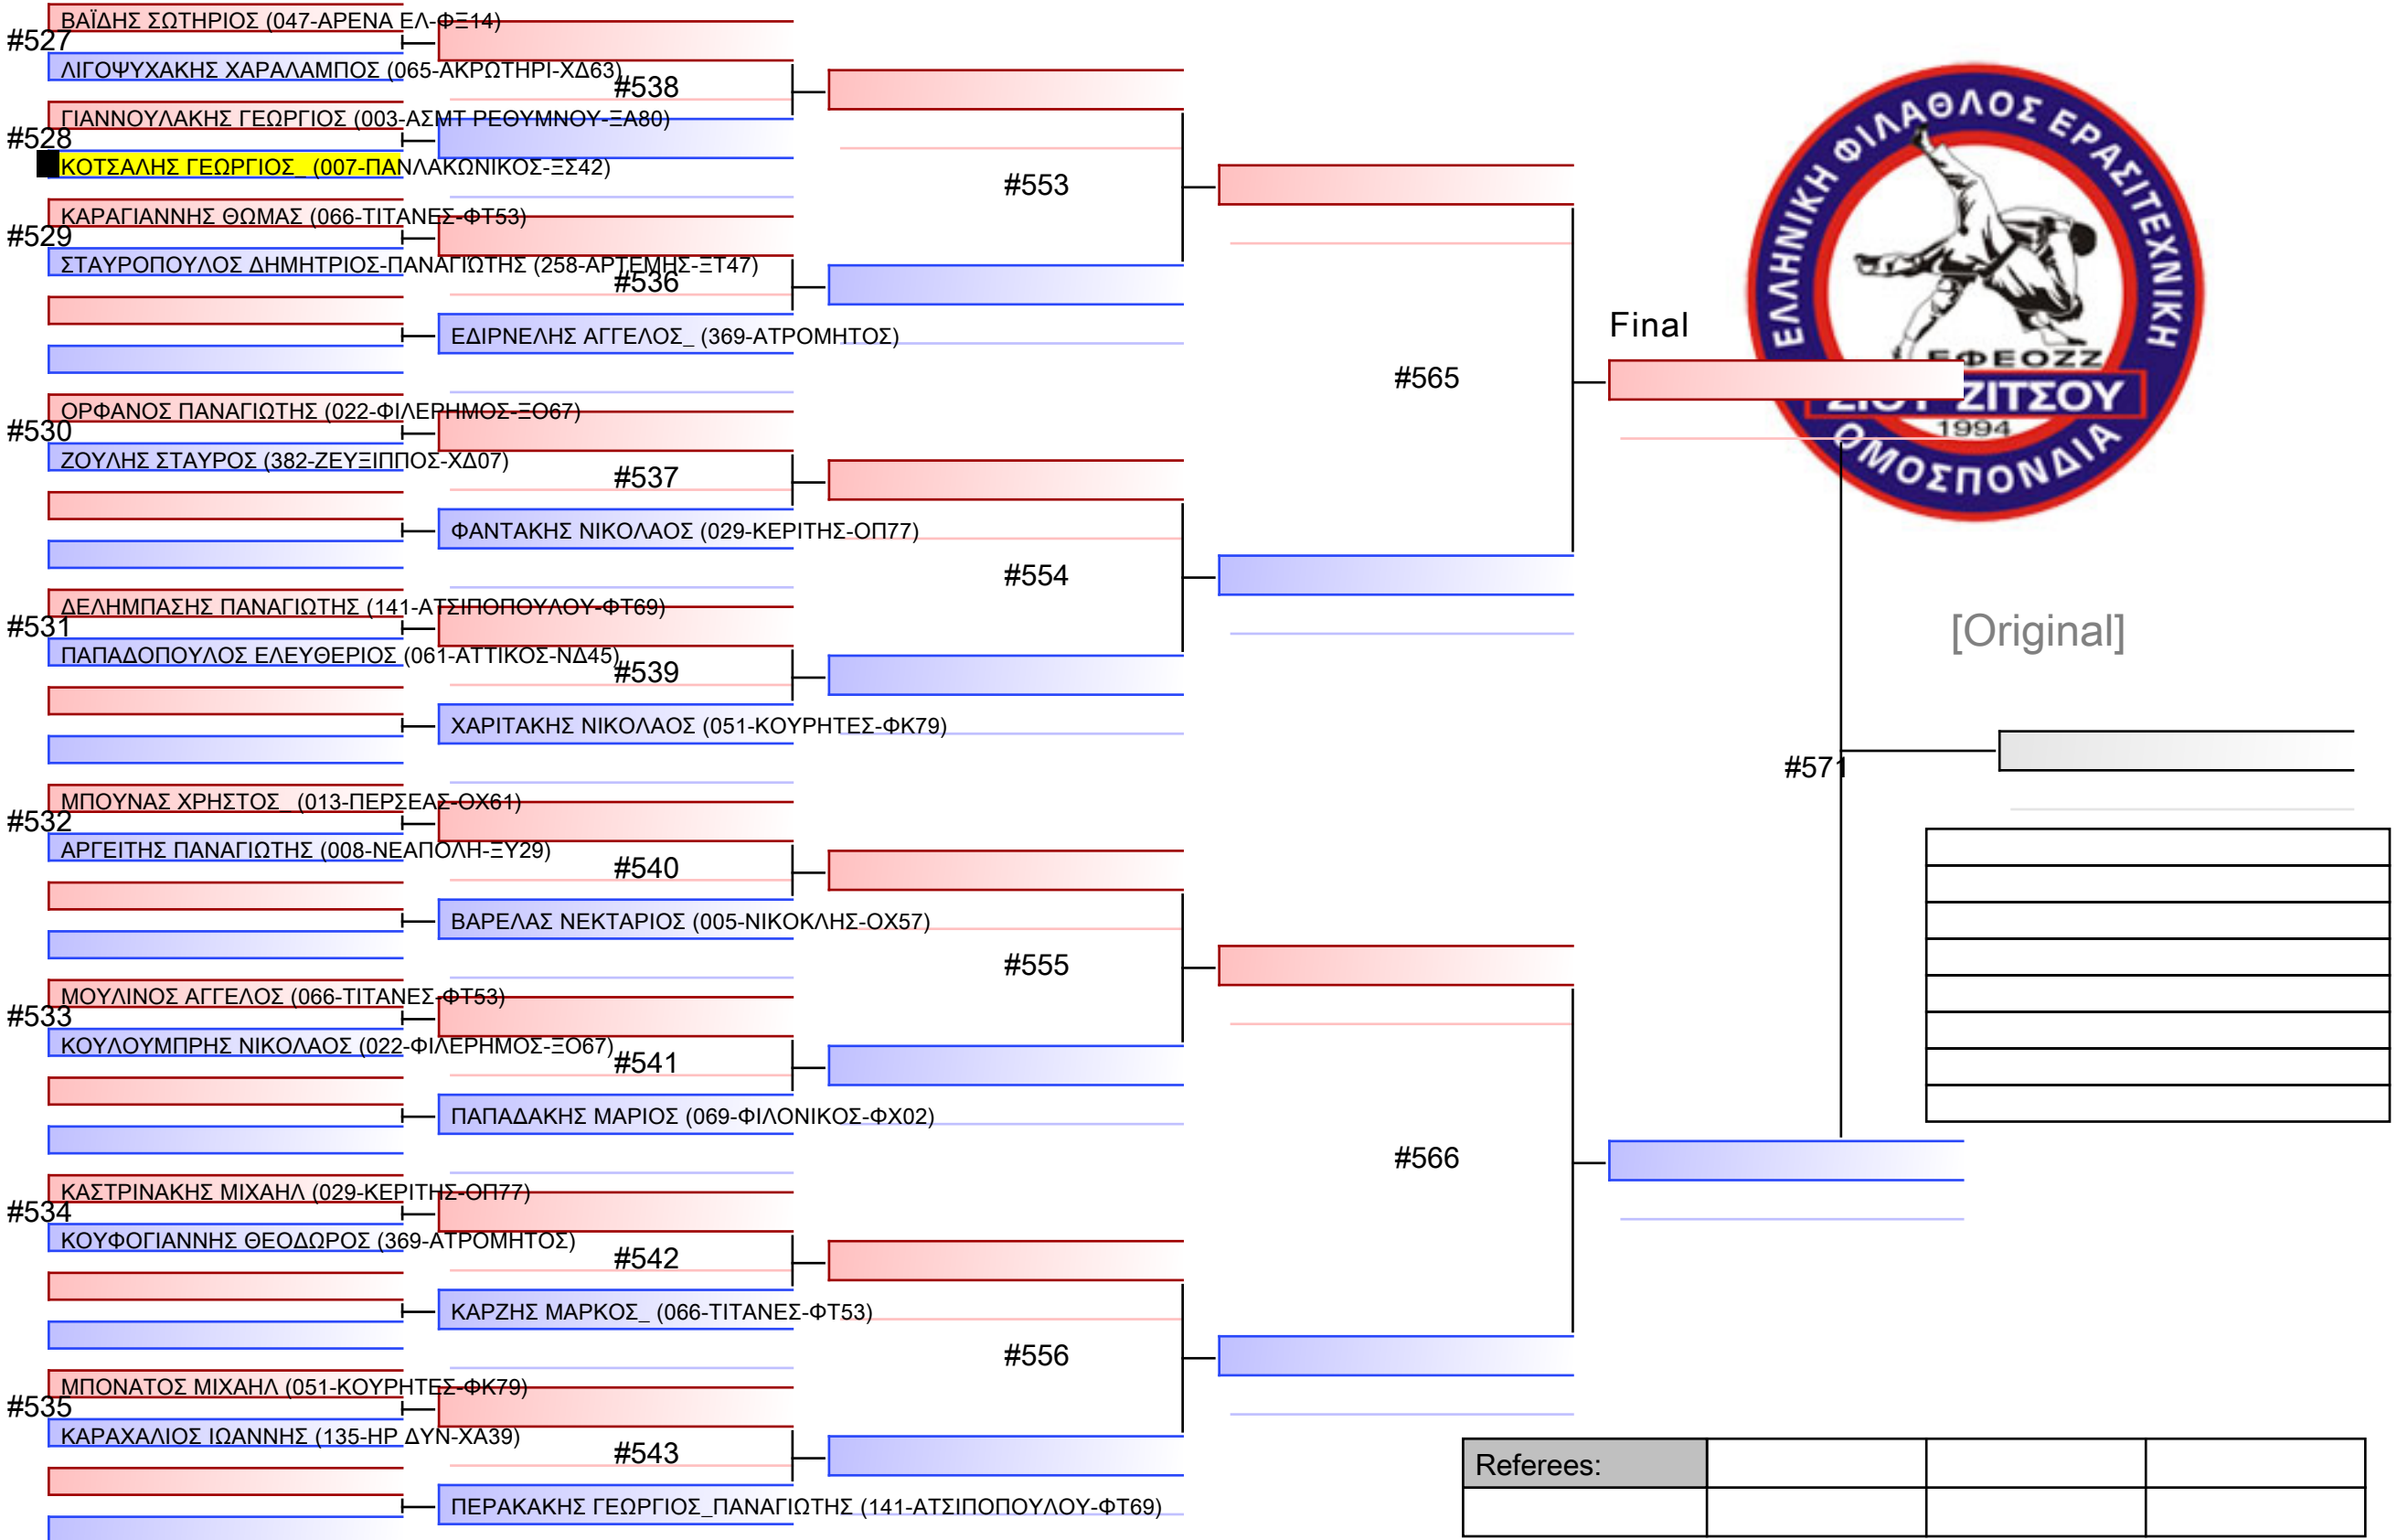 ΒΑΪΔΗΣ ΣΩΤΗΡΙΟΣ (047-ΑΡΕΝΑ ΕΛ-ΦΞ14)
#527
ΛΙΓΟΨΥΧΑΚΗΣ ΧΑΡΑΛΑΜΠΟΣ (065-ΑΚΡΩΤΗΡΙ-ΧΔ63)
#538
ΓΙΑΝΝΟΥΛΑΚΗΣ ΓΕΩΡΓΙΟΣ (003-ΑΣΜΤ ΡΕΘΥΜΝΟΥ-ΞΑ80)
#528
ΚΟΤΣΑΛΗΣ ΓΕΩΡΓΙΟΣ_ (007-ΠΑΝΛΑΚΩΝΙΚΟΣ-ΞΣ42)
#553
ΚΑΡΑΓΙΑΝΝΗΣ ΘΩΜΑΣ (066-ΤΙΤΑΝΕΣ-ΦΤ53)
#529
ΣΤΑΥΡΟΠΟΥΛΟΣ ΔΗΜΗΤΡΙΟΣ-ΠΑΝΑΓΙΩΤΗΣ (258-ΑΡΤΕΜΗΣ-ΞΤ47)
#536
ΕΔΙΡΝΕΛΗΣ ΑΓΓΕΛΟΣ_ (369-ΑΤΡΟΜΗΤΟΣ)
#565
Final
ΕΛΛΗΝΙΚΗ ΦΙΛΑΘΛΟΣ ΕΡΑΣΙΤΕΧΝΙΚΗ
ΕΦΕΟΖΖ
ΖΙΟΥ ΖΙΤΣΟΥ
1994
ΟΜΟΣΠΟΝΔΙΑ
ΟΡΦΑΝΟΣ ΠΑΝΑΓΙΩΤΗΣ (022-ΦΙΛΕΡΗΜΟΣ-ΞΟ67)
#530
ΖΟΥΛΗΣ ΣΤΑΥΡΟΣ (382-ΖΕΥΞΙΠΠΟΣ-ΧΔ07)
#537
ΦΑΝΤΑΚΗΣ ΝΙΚΟΛΑΟΣ (029-ΚΕΡΙΤΗΣ-ΟΠ77)
#554
ΔΕΛΗΜΠΑΣΗΣ ΠΑΝΑΓΙΩΤΗΣ (141-ΑΤΣΙΠΟΠΟΥΛΟΥ-ΦΤ69)
#531
[Original]
ΠΑΠΑΔΟΠΟΥΛΟΣ ΕΛΕΥΘΕΡΙΟΣ (061-ΑΤΤΙΚΟΣ-ΝΔ45)
#539
ΧΑΡΙΤΑΚΗΣ ΝΙΚΟΛΑΟΣ (051-ΚΟΥΡΗΤΕΣ-ΦΚ79)
#571
ΜΠΟΥΝΑΣ ΧΡΗΣΤΟΣ_ (013-ΠΕΡΣΕΑΣ-ΟΧ61)
#532
ΑΡΓΕΙΤΗΣ ΠΑΝΑΓΙΩΤΗΣ (008-ΝΕΑΠΟΛΗ-ΞΥ29)
#540
ΒΑΡΕΛΑΣ ΝΕΚΤΑΡΙΟΣ (005-ΝΙΚΟΚΛΗΣ-ΟΧ57)
#555
ΜΟΥΛΙΝΟΣ ΑΓΓΕΛΟΣ (066-ΤΙΤΑΝΕΣ-ΦΤ53)
#533
ΚΟΥΛΟΥΜΠΡΗΣ ΝΙΚΟΛΑΟΣ (022-ΦΙΛΕΡΗΜΟΣ-ΞΟ67)
#541
ΠΑΠΑΔΑΚΗΣ ΜΑΡΙΟΣ (069-ΦΙΛΟΝΙΚΟΣ-ΦΧ02)
#566
ΚΑΣΤΡΙΝΑΚΗΣ ΜΙΧΑΗΛ (029-ΚΕΡΙΤΗΣ-ΟΠ77)
#534
ΚΟΥΦΟΓΙΑΝΝΗΣ ΘΕΟΔΩΡΟΣ (369-ΑΤΡΟΜΗΤΟΣ)
#542
ΚΑΡΖΗΣ ΜΑΡΚΟΣ_ (066-ΤΙΤΑΝΕΣ-ΦΤ53)
#556
ΜΠΟΝΑΤΟΣ ΜΙΧΑΗΛ (051-ΚΟΥΡΗΤΕΣ-ΦΚ79)
#535
ΚΑΡΑΧΑΛΙΟΣ ΙΩΑΝΝΗΣ (135-ΗΡ ΔΥΝ-ΧΑ39)
#543
Referees:
ΠΕΡΑΚΑΚΗΣ ΓΕΩΡΓΙΟΣ_ΠΑΝΑΓΙΩΤΗΣ (141-ΑΤΣΙΠΟΠΟΥΛΟΥ-ΦΤ69)